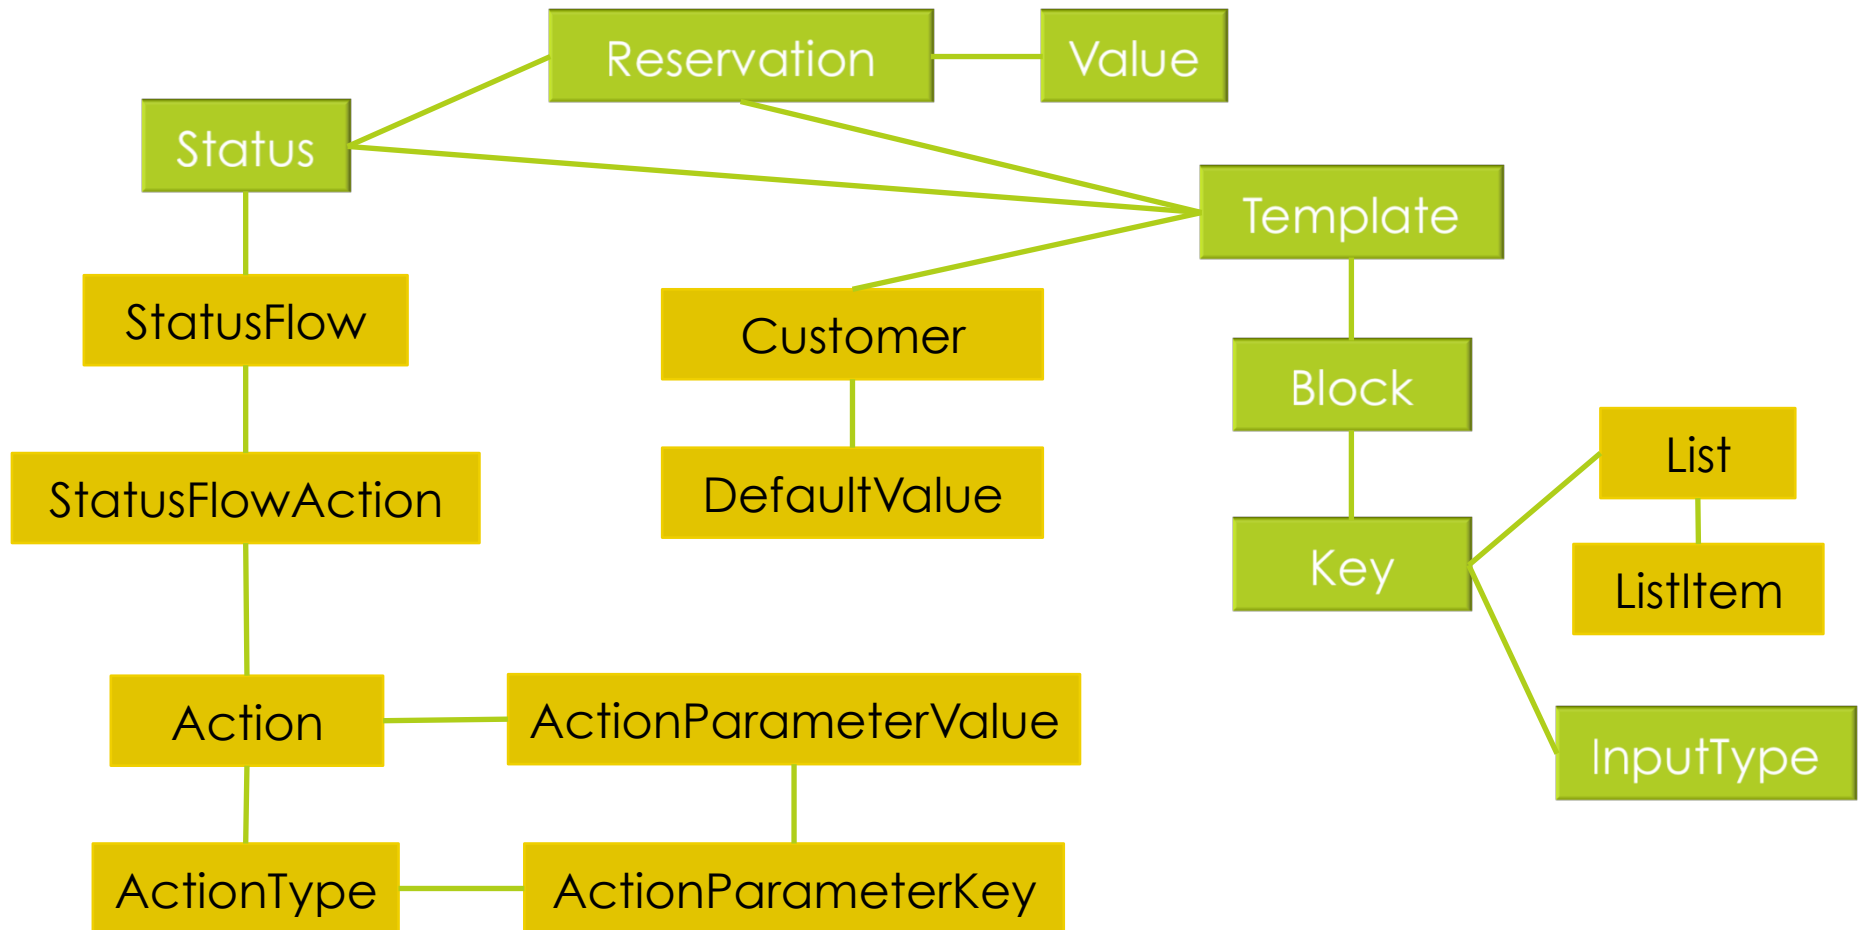 Reservation
Value
Status
Template
StatusFlow
Customer
Block
List
StatusFlowAction
DefaultValue
Key
ListItem
Action
ActionParameterValue
InputType
ActionType
ActionParameterKey